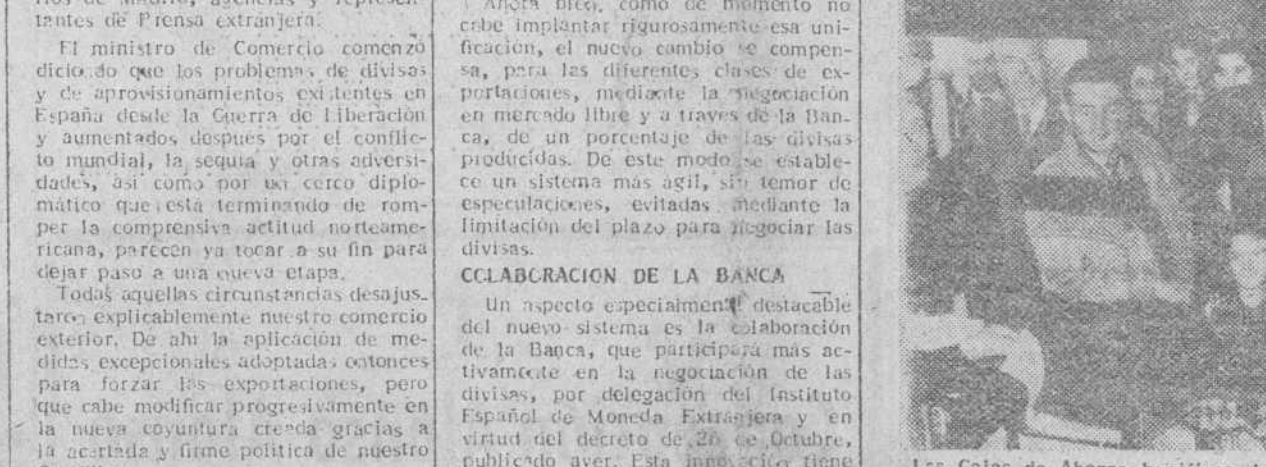 tantes de Prensa extranjera.
El ministro de Comercio comenzó
diciendo que los problemas de divisas
y de aprovisionamientos existentes en
España desde la Guerra de Liberación
y aumentados después por el conflic-
to mundial, la sequía y otras adversi-
dades, así como por un cerco diplo-
mático que está terminando de rom-
per la comprensiva actitud norteame-
ricana, parecen ya tocar a su fin para
dejar paso a una nueva etapa.
Todas aquellas circunstancias desajus-
taron explicablemente nuestro comercio
exterior. De ahí la aplicación de me-
didas excepcionales adoptadas entonces
para forzar las exportaciones, pero
que cabe modificar progresivamente en
la nueva coyuntura creada gracias a
la acertada y firme política de nuestro
Ahora bien, como de momento no
cabe implantar rigurosamente esa uni-
ficación, el nuevo cambio se compen-
sa, para las diferentes clases de ex-
portaciones, mediante la negociación
en mercado libre y a través de la Ban-
ca, de un porcentaje de las divisas
producidas. De este modo se estable-
ce un sistema más ágil, sin temor de
especulaciones, evitadas mediante la
limitación del plazo para negociar las
divisas.
COLABORACION DE LA BANCA
Un aspecto especialmente destacable
del nuevo sistema es la colaboración
de la Banca, que participará más ac-
tivamente en la negociación de las
divisas, por delegación del Instituto
Español de Moneda Extranjera y en
virtud del decreto de 26 de Octubre,
publicado ayer. Esta innovación tiene
Las Cajas de Ahorro